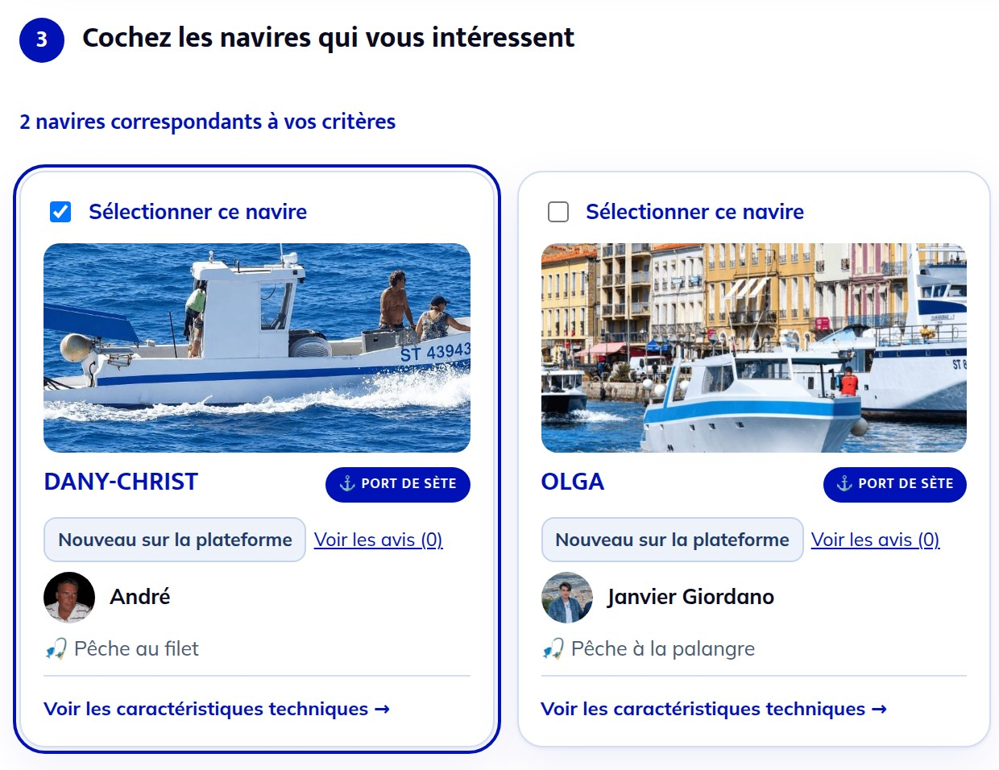 3
Cochez les navires qui vous intéressent
2 navires correspondants à vos critères
Sélectionner ce navire
ST 43943
DANY-CHRIST
⚓ PORT DE SÈTE
Nouveau sur la plateforme
Voir les avis (0)
André
🎣 Pêche au filet
Voir les caractéristiques techniques →
Sélectionner ce navire
ST 8
OLGA
⚓ PORT DE SÈTE
Nouveau sur la plateforme
Voir les avis (0)
Janvier Giordano
🎣 Pêche à la palangre
Voir les caractéristiques techniques →